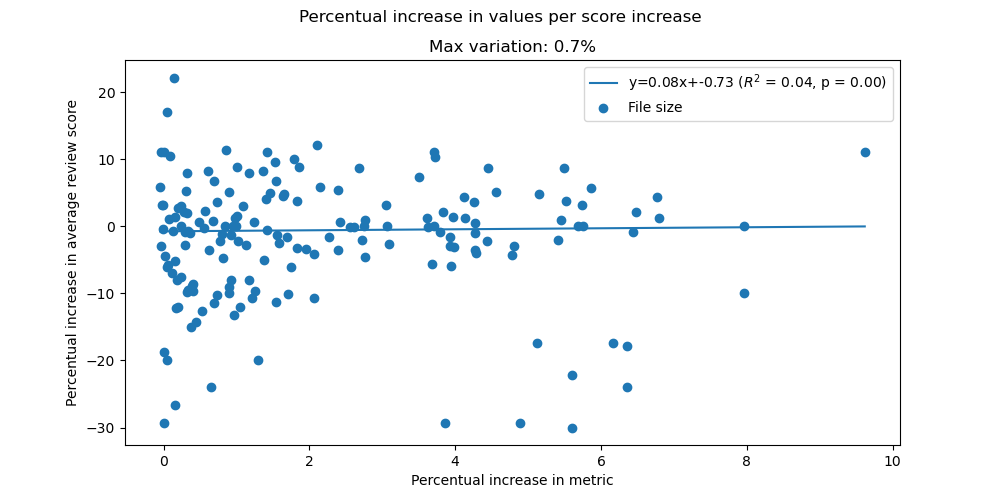 Percentual increase in values per score increase
Max variation: 0.7%
y=0.08x+-0.73 (R² = 0.04, p = 0.00)
File size
Percentual increase in average review score
20
10
0
−10
−20
−30
0 2 4 6 8 10
Percentual increase in metric